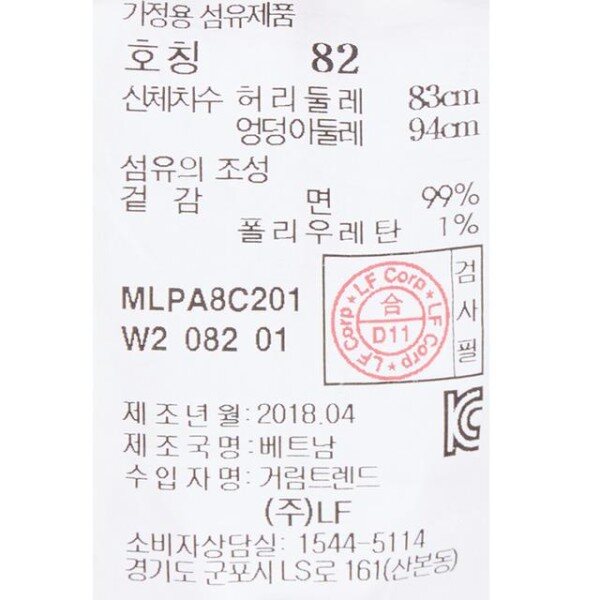 가정용 섬유제품
호칭 82
신체치수 허리둘레 83cm
엉덩이둘레 94cm
섬유의 조성
겉감 면 99%
폴리우레탄 1%
MLPA8C201
W2 082 01
LF Corp ★ LF Corp ★ LF Corp ★
合
D11
검사필
제조년월: 2018.04
제조국명: 베트남
수입자명: 거림트렌드
(주)LF
소비자상담실: 1544-5114
경기도 군포시 LS로 161(산본동)